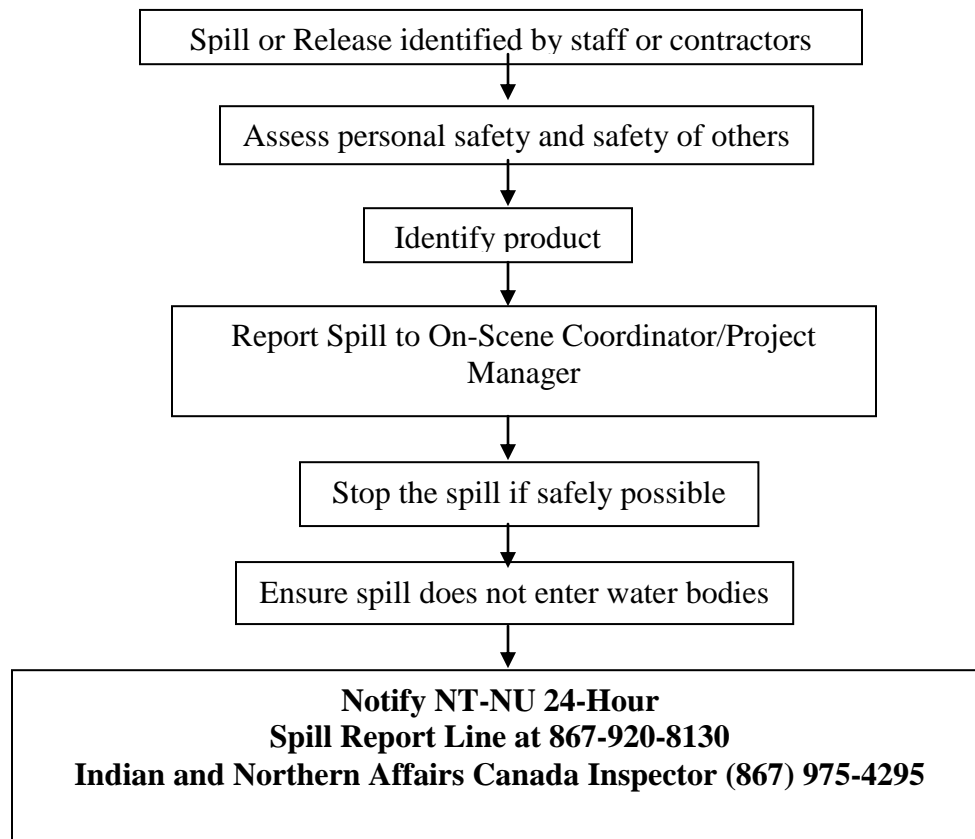 Spill or Release identified by staff or contractors
Assess personal safety and safety of others
Identify product
Report Spill to On-Scene Coordinator/Project
Manager
Stop the spill if safely possible
Ensure spill does not enter water bodies
Notify NT-NU 24-Hour
Spill Report Line at 867-920-8130
Indian and Northern Affairs Canada Inspector (867) 975-4295